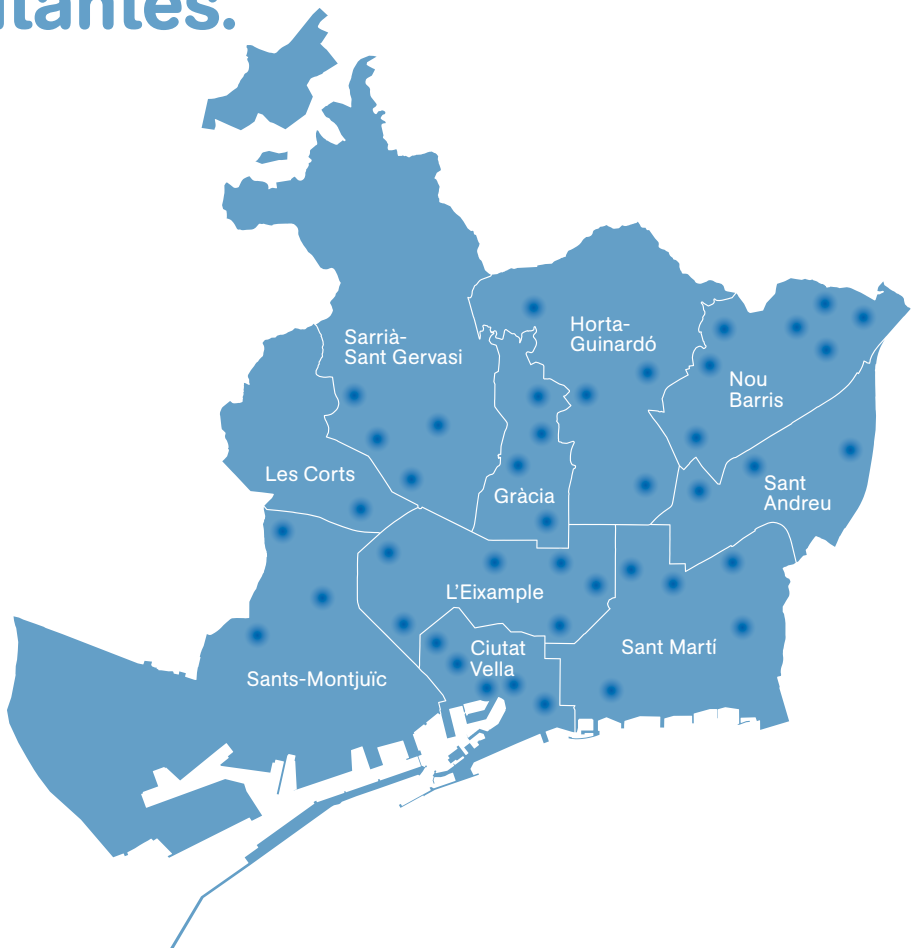 Horta-
Guinardó
Sarrià-
Sant Gervasi
Nou
Barris
Les Corts
Gràcia
Sant
Andreu
L'Eixample
Ciutat
Vella
Sant Martí
Sants-Montjuïc